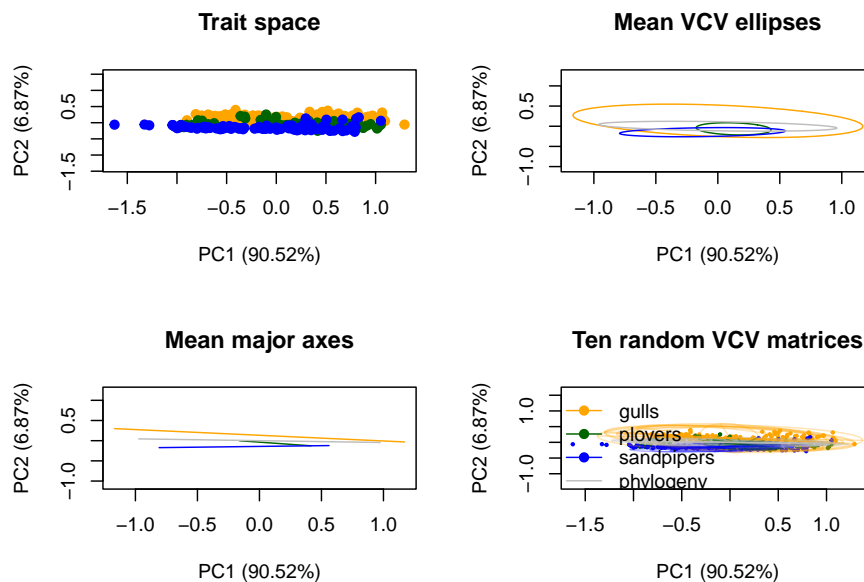 Trait space
PC2 (6.87%)
0.5
−1.5
−1.5
−0.5
0.0
0.5
1.0
PC1 (90.52%)
Mean VCV ellipses
PC2 (6.87%)
0.5
−1.0
−1.0
−0.5
0.0
0.5
1.0
PC1 (90.52%)
Mean major axes
PC2 (6.87%)
0.5
−1.0
−1.0
−0.5
0.0
0.5
1.0
PC1 (90.52%)
Ten random VCV matrices
PC2 (6.87%)
1.0
0.0
−1.0
gulls
plovers
sandpipers
phylogeny
−1.5
−0.5
0.5
1.0
PC1 (90.52%)